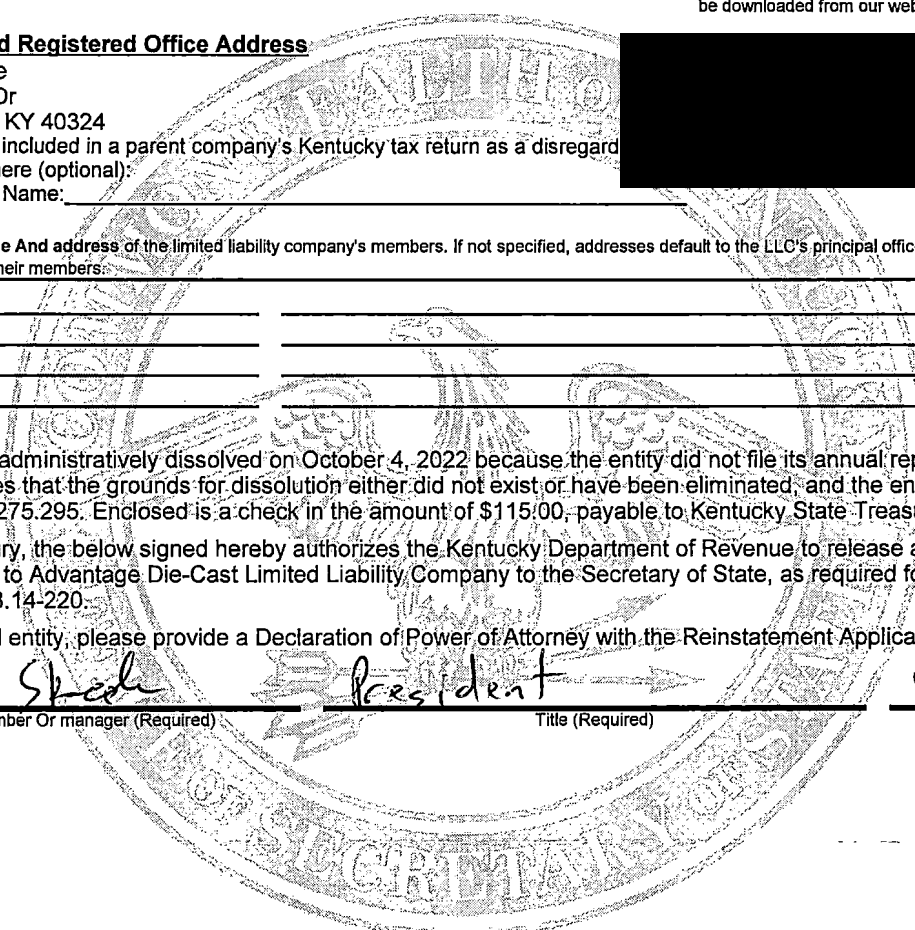 be downloaded from our web
d Registered Office Address
e
Dr
KY 40324
included in a parent company's Kentucky tax return as a disregard
ere (optional):
Name:
e And address of the limited liability company's members. If not specified, addresses default to the LLC's principal offic
heir members.
administratively dissolved on October 4, 2022 because the entity did not file its annual rep
es that the grounds for dissolution either did not exist or have been eliminated, and the en
275.295. Enclosed is a check in the amount of $115.00, payable to Kentucky State Treasu
ry, the below signed hereby authorizes the Kentucky Department of Revenue to release a
to Advantage Die-Cast Limited Liability Company to the Secretary of State, as required fo
3.14-220.
l entity, please provide a Declaration of Power of Attorney with the Reinstatement Applica
President
mber Or manager (Required) Title (Required)
COMMONWEALTH OF
SECRETARY OF STAT